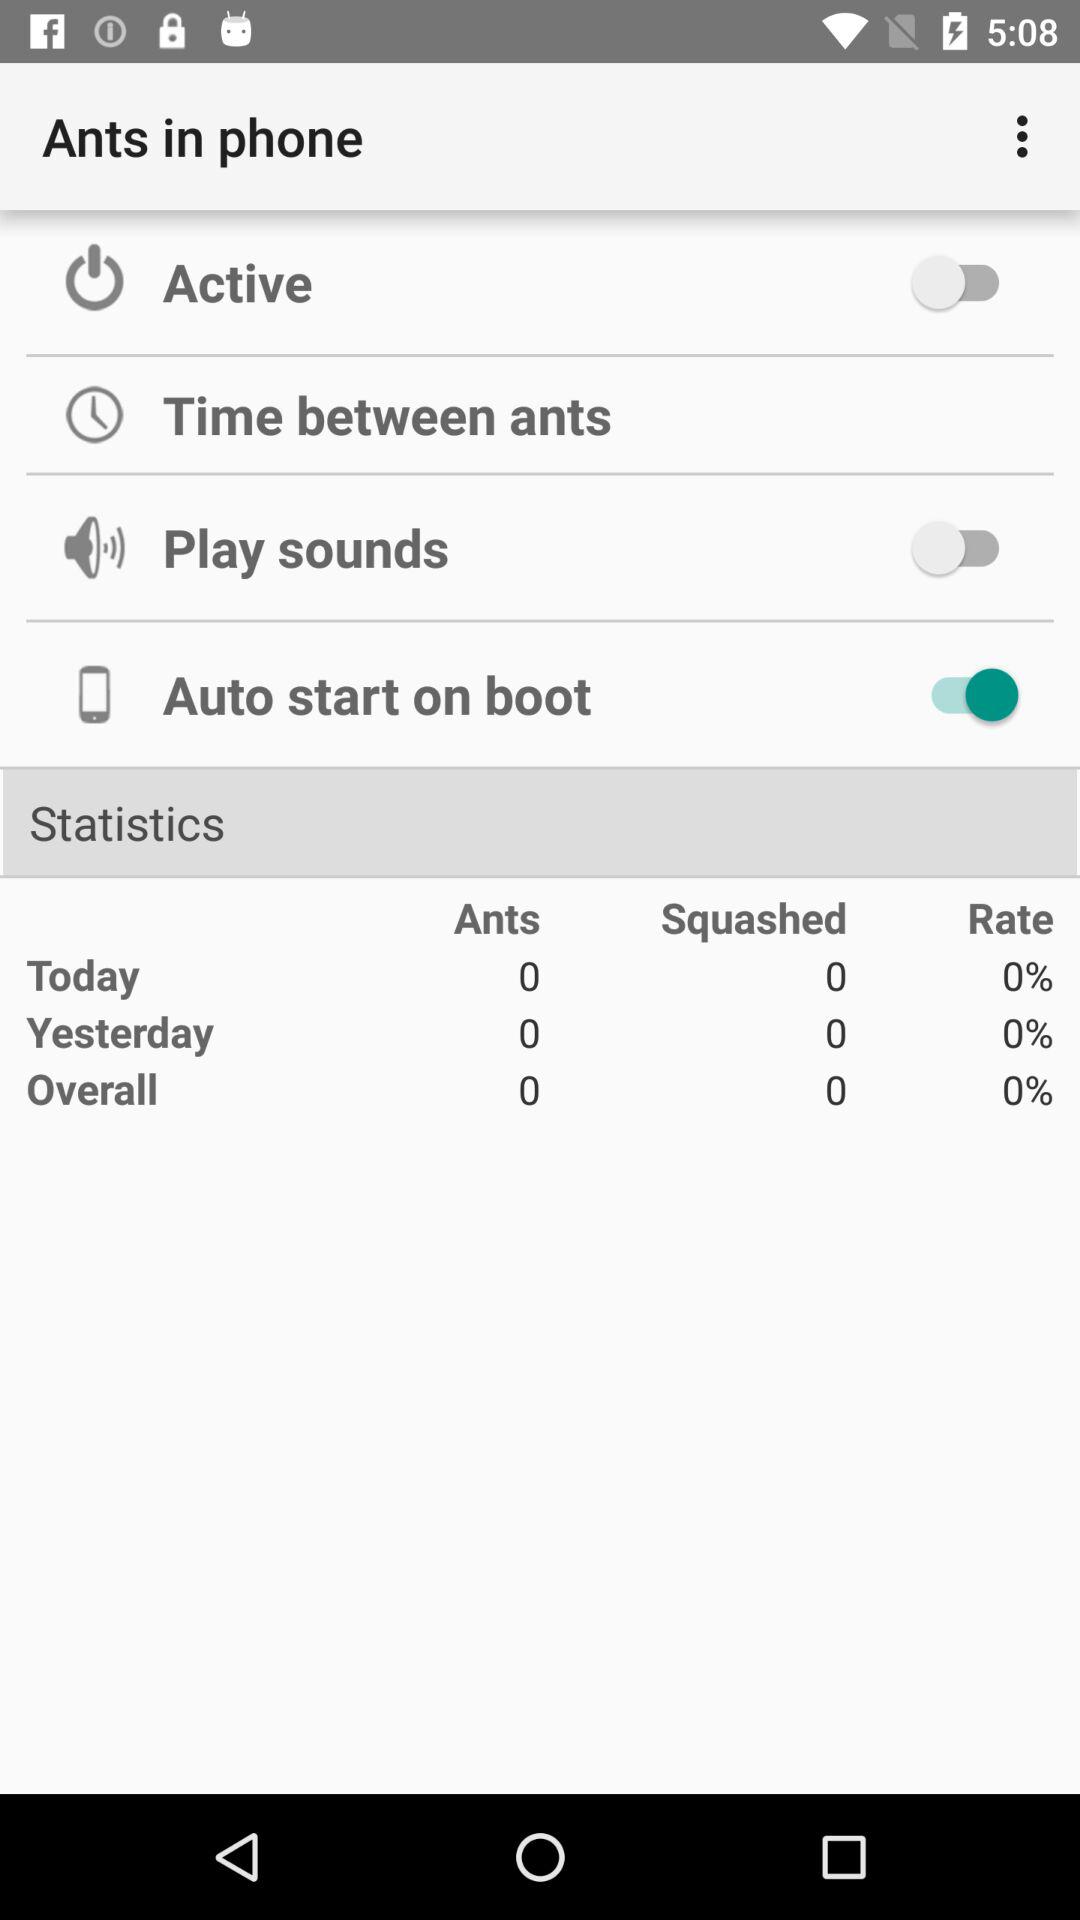 5:08
Ants in phone
Active
Time between ants
Play sounds
Auto start on boot
Statistics
Ants Squashed Rate
Today 0 0 0%
Yesterday 0 0 0%
Overall 0 0 0%